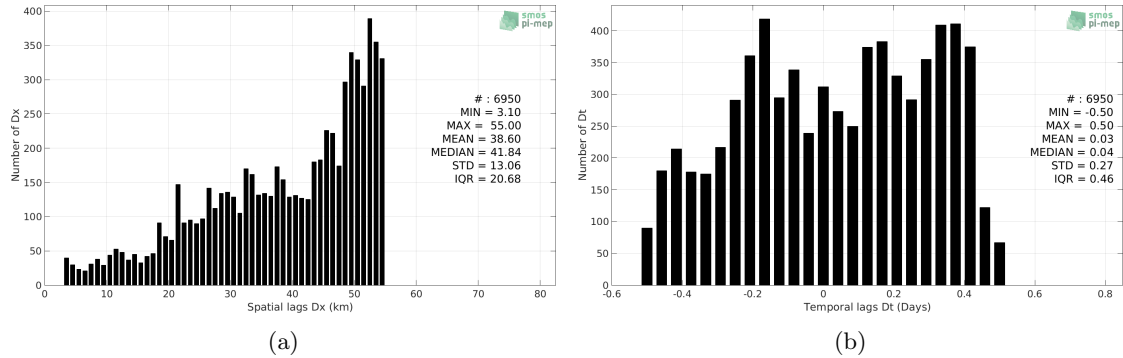 smos
pi-mep
400
350
300
250
200
150
100
50
0
Number of Dx
# : 6950
MIN = 3.10
MAX = 55.00
MEAN = 38.60
MEDIAN = 41.84
STD = 13.06
IQR = 20.68
0 10 20 30 40 50 60 70 80
Spatial lags Dx (km)
(a)
smos
pi-mep
400
350
300
250
200
150
100
50
0
Number of Dt
# : 6950
MIN = -0.50
MAX = 0.50
MEAN = 0.03
MEDIAN = 0.04
STD = 0.27
IQR = 0.46
-0.6 -0.4 -0.2 0 0.2 0.4 0.6 0.8
Temporal lags Dt (Days)
(b)